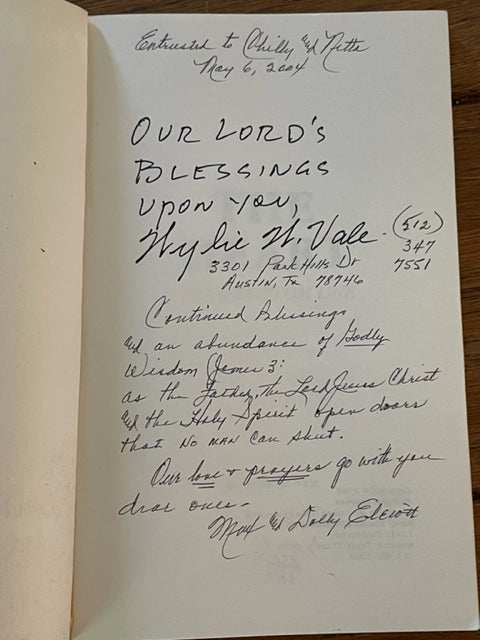 Entrusted to Philly and Nette
May 6, 2004
OUR LORD'S
BLESSINGS
UPON YOU,
Wylie W. Vale (512)
3301 Park Hills Dr 347
Austin, Tx 78746 7551
Continued Blessings
and an abundance of Godly
Wisdom James 3:
as the Father, the Lord Jesus Christ
and the Holy Spirit open doors
that NO MAN can shut.
Our love & prayers go with you
dear ones -
and Dolly